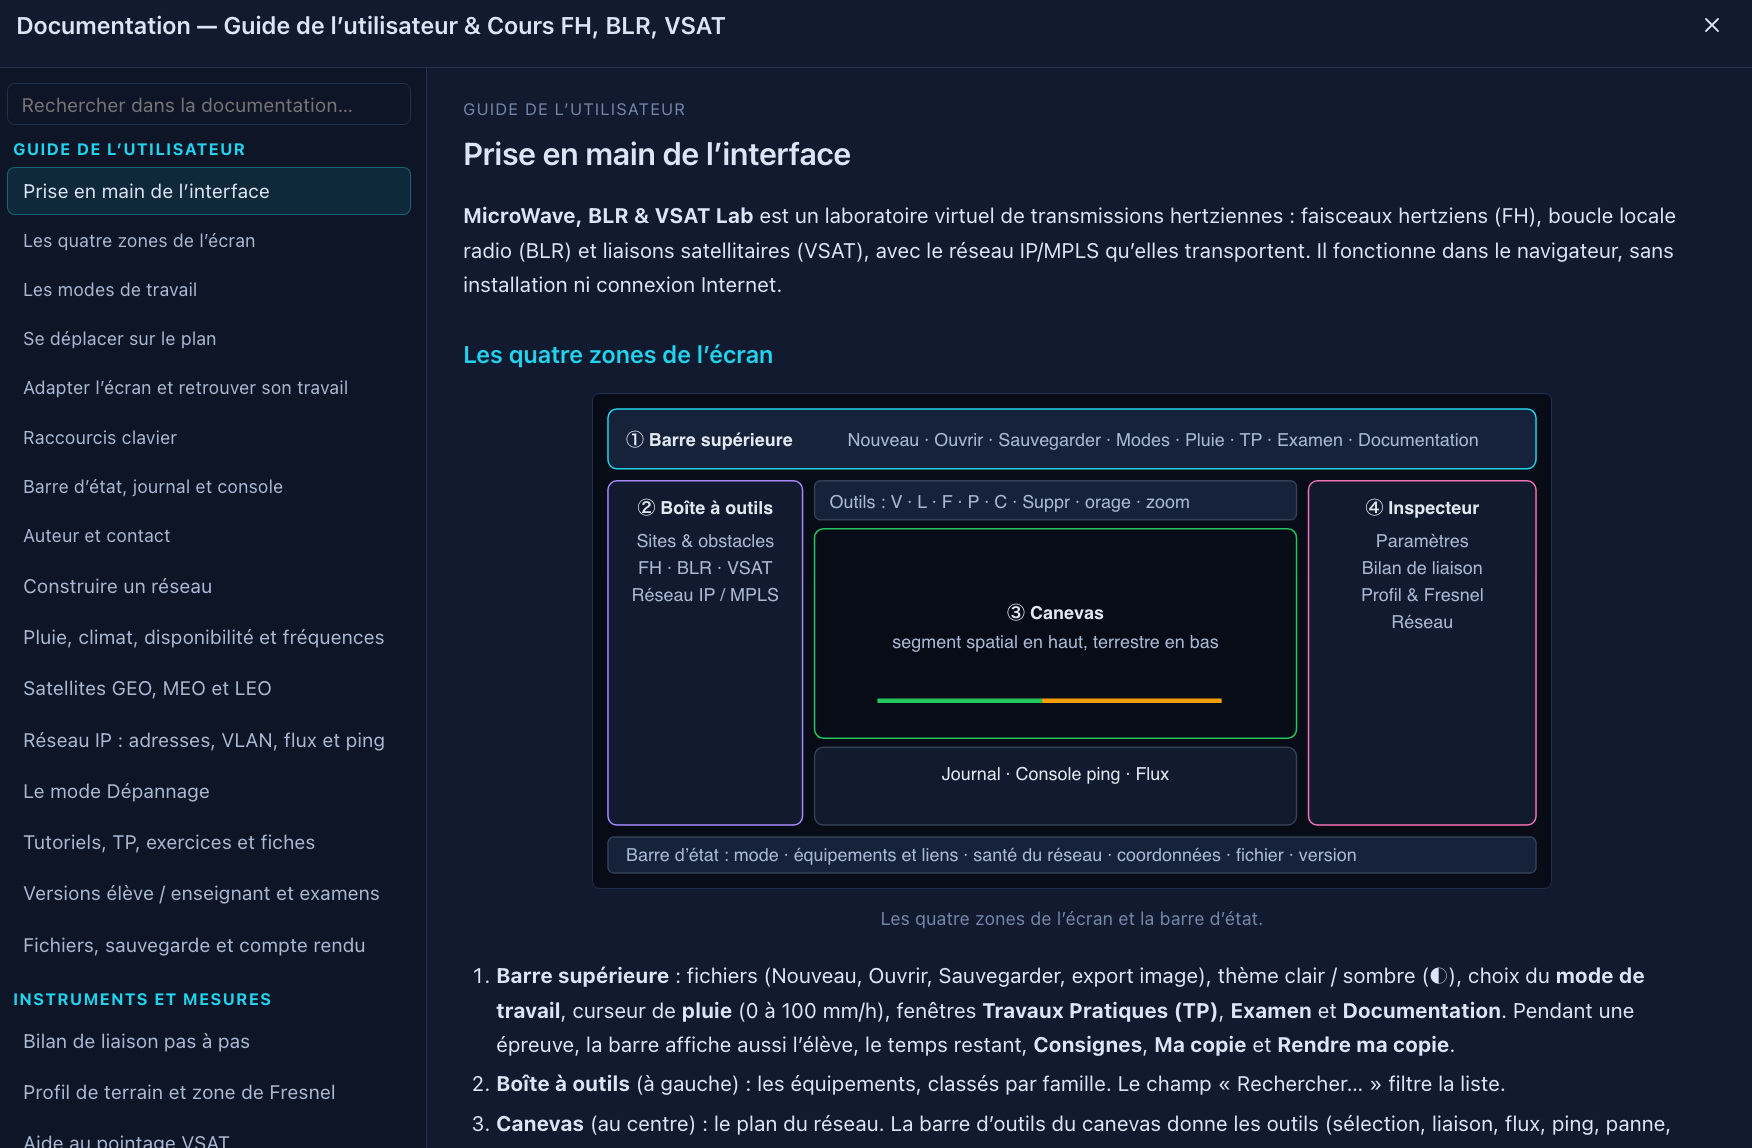 Documentation — Guide de l’utilisateur & Cours FH, BLR, VSAT
Rechercher dans la documentation...
GUIDE DE L’UTILISATEUR
Prise en main de l’interface
Les quatre zones de l’écran
Les modes de travail
Se déplacer sur le plan
Adapter l’écran et retrouver son travail
Raccourcis clavier
Barre d’état, journal et console
Auteur et contact
Construire un réseau
Pluie, climat, disponibilité et fréquences
Satellites GEO, MEO et LEO
Réseau IP : adresses, VLAN, flux et ping
Le mode Dépannage
Tutoriels, TP, exercices et fiches
Versions élève / enseignant et examens
Fichiers, sauvegarde et compte rendu
INSTRUMENTS ET MESURES
Bilan de liaison pas à pas
Profil de terrain et zone de Fresnel
Aide au pointage VSAT
GUIDE DE L’UTILISATEUR
Prise en main de l’interface
MicroWave, BLR & VSAT Lab est un laboratoire virtuel de transmissions hertziennes : faisceaux hertziens (FH), boucle locale
radio (BLR) et liaisons satellitaires (VSAT), avec le réseau IP/MPLS qu’elles transportent. Il fonctionne dans le navigateur, sans
installation ni connexion Internet.
Les quatre zones de l’écran
① Barre supérieure Nouveau · Ouvrir · Sauvegarder · Modes · Pluie · TP · Examen · Documentation
② Boîte à outils
Sites & obstacles
FH · BLR · VSAT
Réseau IP / MPLS
Outils : V · L · F · P · C · Suppr · orage · zoom
③ Canevas
segment spatial en haut, terrestre en bas
Journal · Console ping · Flux
④ Inspecteur
Paramètres
Bilan de liaison
Profil & Fresnel
Réseau
Barre d’état : mode · équipements et liens · santé du réseau · coordonnées · fichier · version
Les quatre zones de l’écran et la barre d’état.
1. Barre supérieure : fichiers (Nouveau, Ouvrir, Sauvegarder, export image), thème clair / sombre (◐), choix du mode de
travail, curseur de pluie (0 à 100 mm/h), fenêtres Travaux Pratiques (TP), Examen et Documentation. Pendant une
épreuve, la barre affiche aussi l’élève, le temps restant, Consignes, Ma copie et Rendre ma copie.
2. Boîte à outils (à gauche) : les équipements, classés par famille. Le champ « Rechercher... » filtre la liste.
3. Canevas (au centre) : le plan du réseau. La barre d’outils du canevas donne les outils (sélection, liaison, flux, ping, panne,